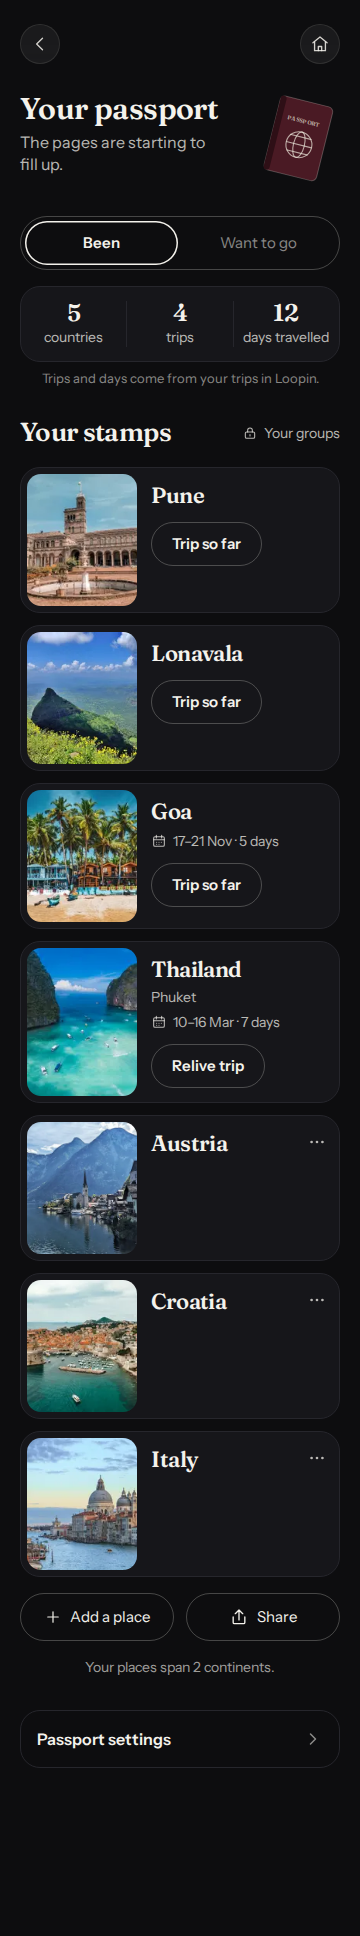 Your passport
The pages are starting to
fill up.
PASSPORT
Been
Want to go
5
countries
4
trips
12
days travelled
Trips and days come from your trips in Loopin.
Your stamps
Your groups
Pune
Trip so far
Lonavala
Trip so far
Goa
17–21 Nov · 5 days
Trip so far
Thailand
Phuket
10–16 Mar · 7 days
Relive trip
Austria
Croatia
Italy
Add a place
Share
Your places span 2 continents.
Passport settings